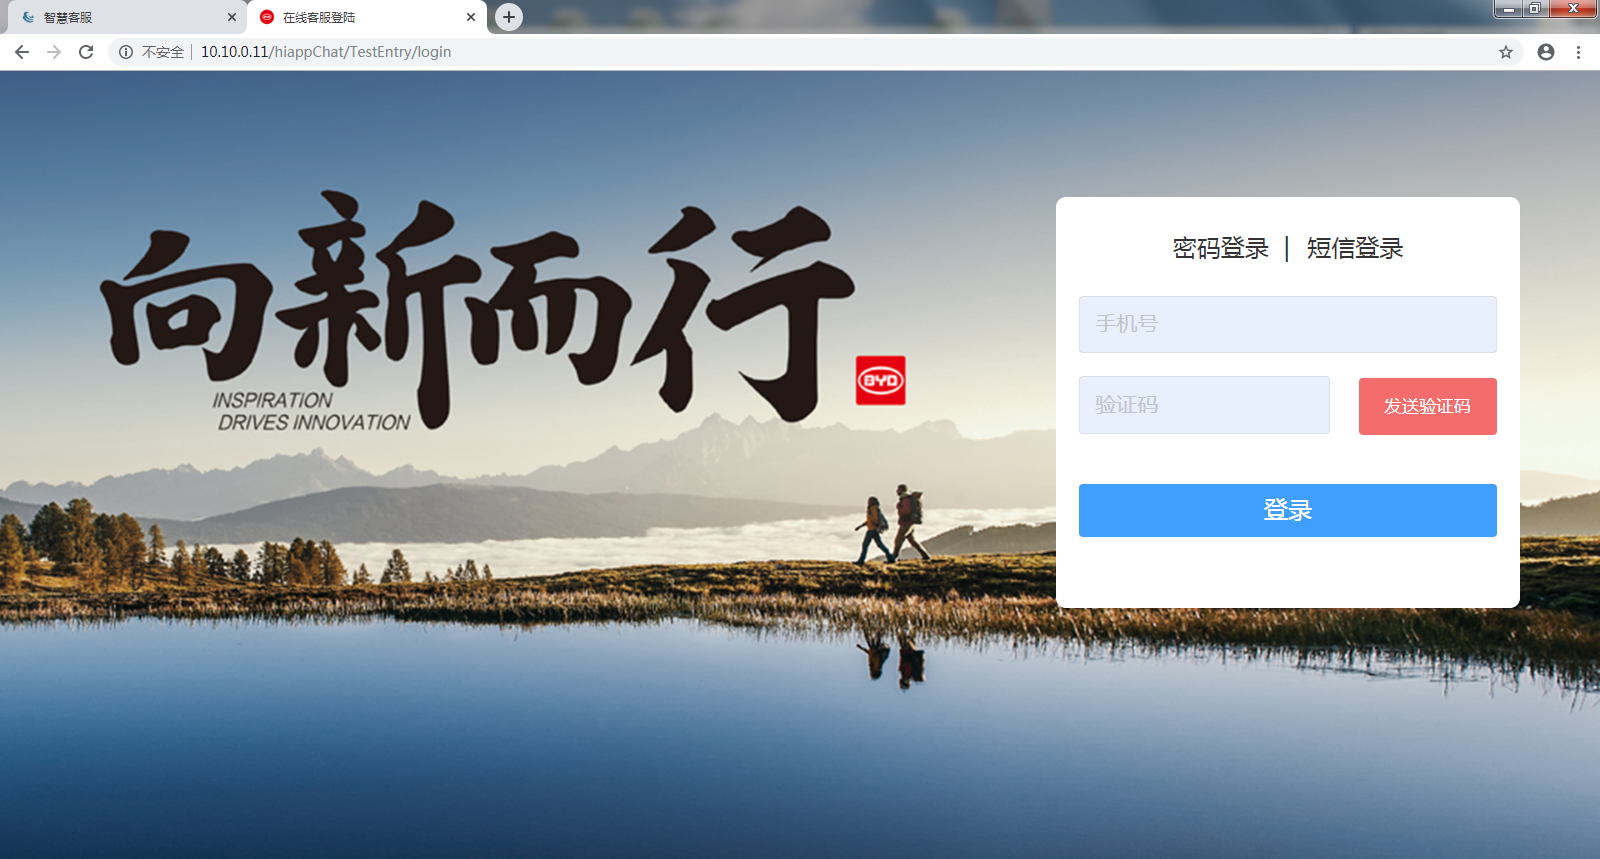 智慧客服
在线客服登陆
不安全 10.10.0.11/hiappChat/TestEntry/login
向新而行
INSPIRATION
DRIVES INNOVATION
BYD
密码登录 | 短信登录
手机号
验证码
发送验证码
登录